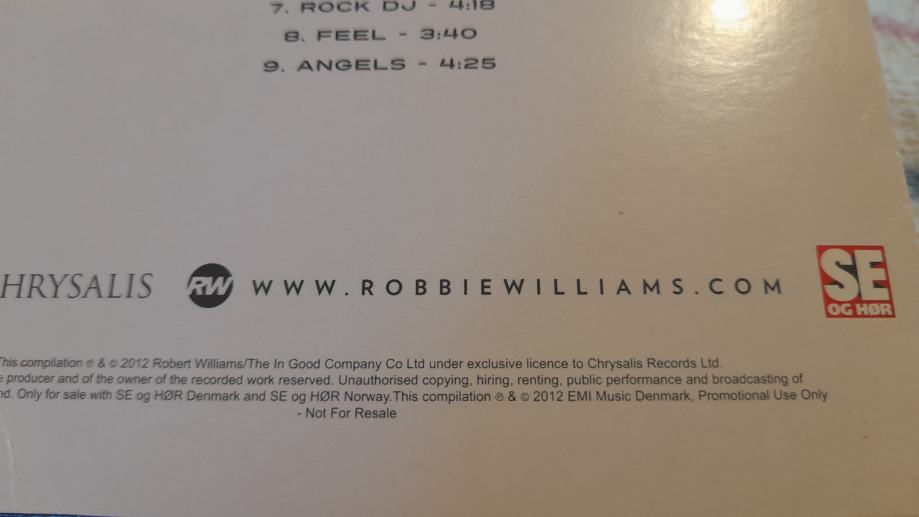 7. ROCK DJ - 4:18
8. FEEL - 3:40
9. ANGELS - 4:25
HRYSALIS RW WWW.ROBBIEWILLIAMS.COM SE OG HØR
This compilation ℗ & © 2012 Robert Williams/The In Good Company Co Ltd under exclusive licence to Chrysalis Records Ltd.
producer and of the owner of the recorded work reserved. Unauthorised copying, hiring, renting, public performance and broadcasting of
Only for sale with SE og HØR Denmark and SE og HØR Norway.This compilation ℗ & © 2012 EMI Music Denmark, Promotional Use Only
- Not For Resale